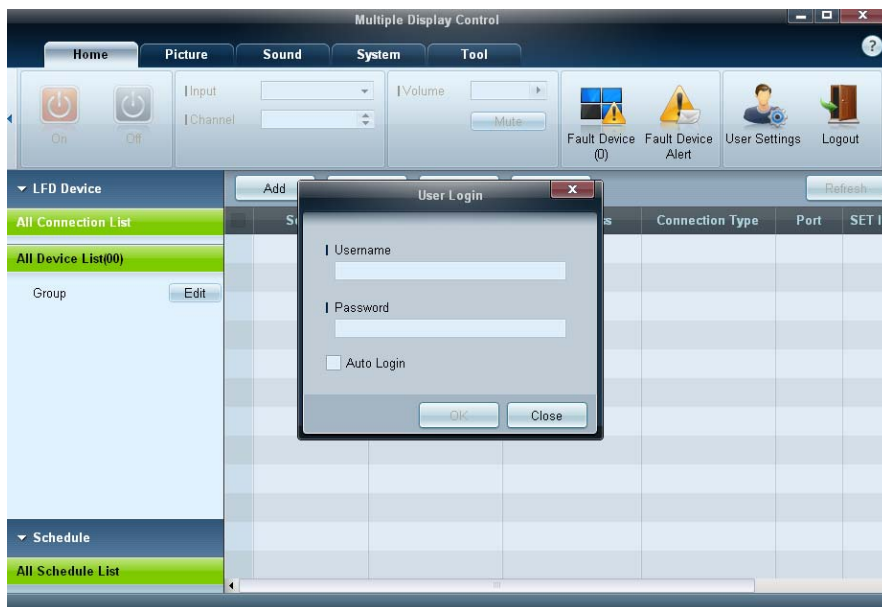 Multiple Display Control
Home Picture Sound System Tool
?
Input
Channel
Volume
Mute
On Off
Fault Device (0)
Fault Device Alert
User Settings
Logout
LFD Device
All Connection List
All Device List(00)
Group Edit
Schedule
All Schedule List
Add
Refresh
Connection Type Port SET I
User Login
Username
Password
Auto Login
OK Close